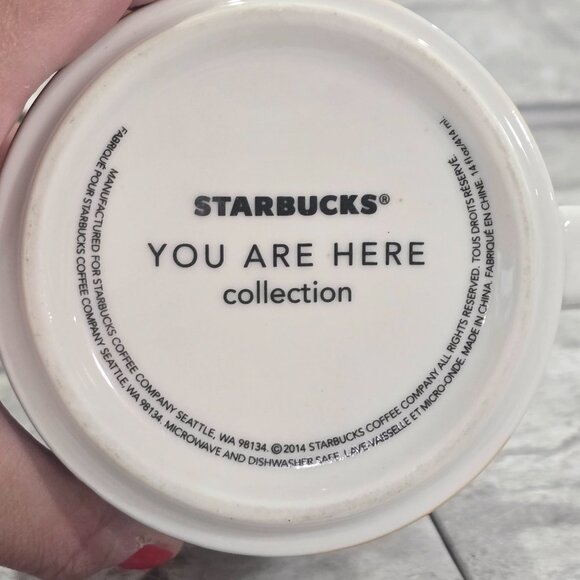 STARBUCKS®
YOU ARE HERE
collection
MANUFACTURED FOR STARBUCKS COFFEE COMPANY SEATTLE, WA 98134. ©2014 STARBUCKS COFFEE COMPANY ALL RIGHTS RESERVED. TOUS DROITS RÉSERVÉ.
FABRIQUÉ POUR STARBUCKS COFFEE COMPANY SEATTLE, WA 98134. MICROWAVE AND DISHWASHER SAFE. LAVE-VAISSELLE ET MICRO-ONDE. MADE IN CHINA. FABRIQUÉ EN CHINE. 14 fl oz/414 ml.